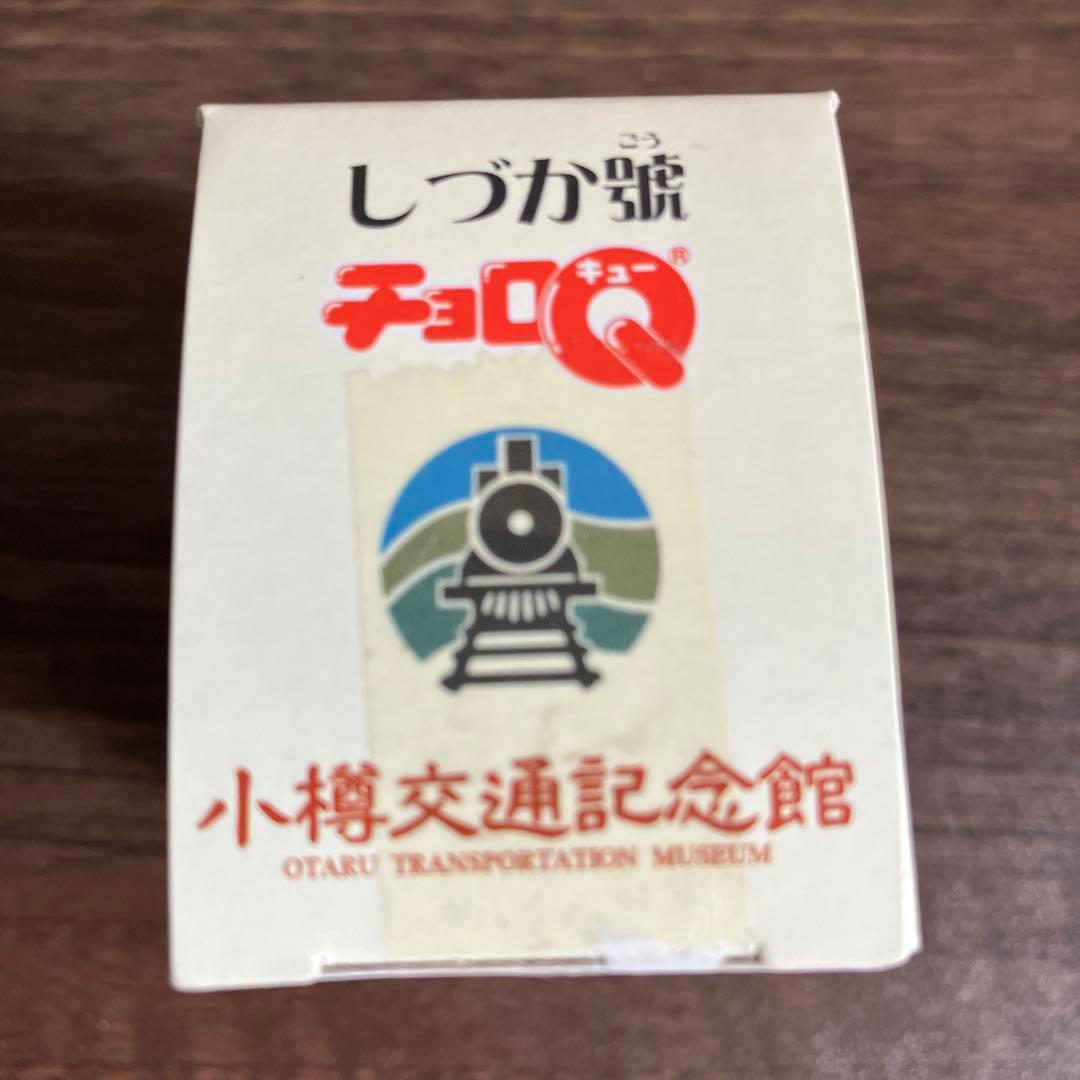 ごう
しづか號
チョロQ®
キュー
小樽交通記念館
OTARU TRANSPORTATION MUSEUM